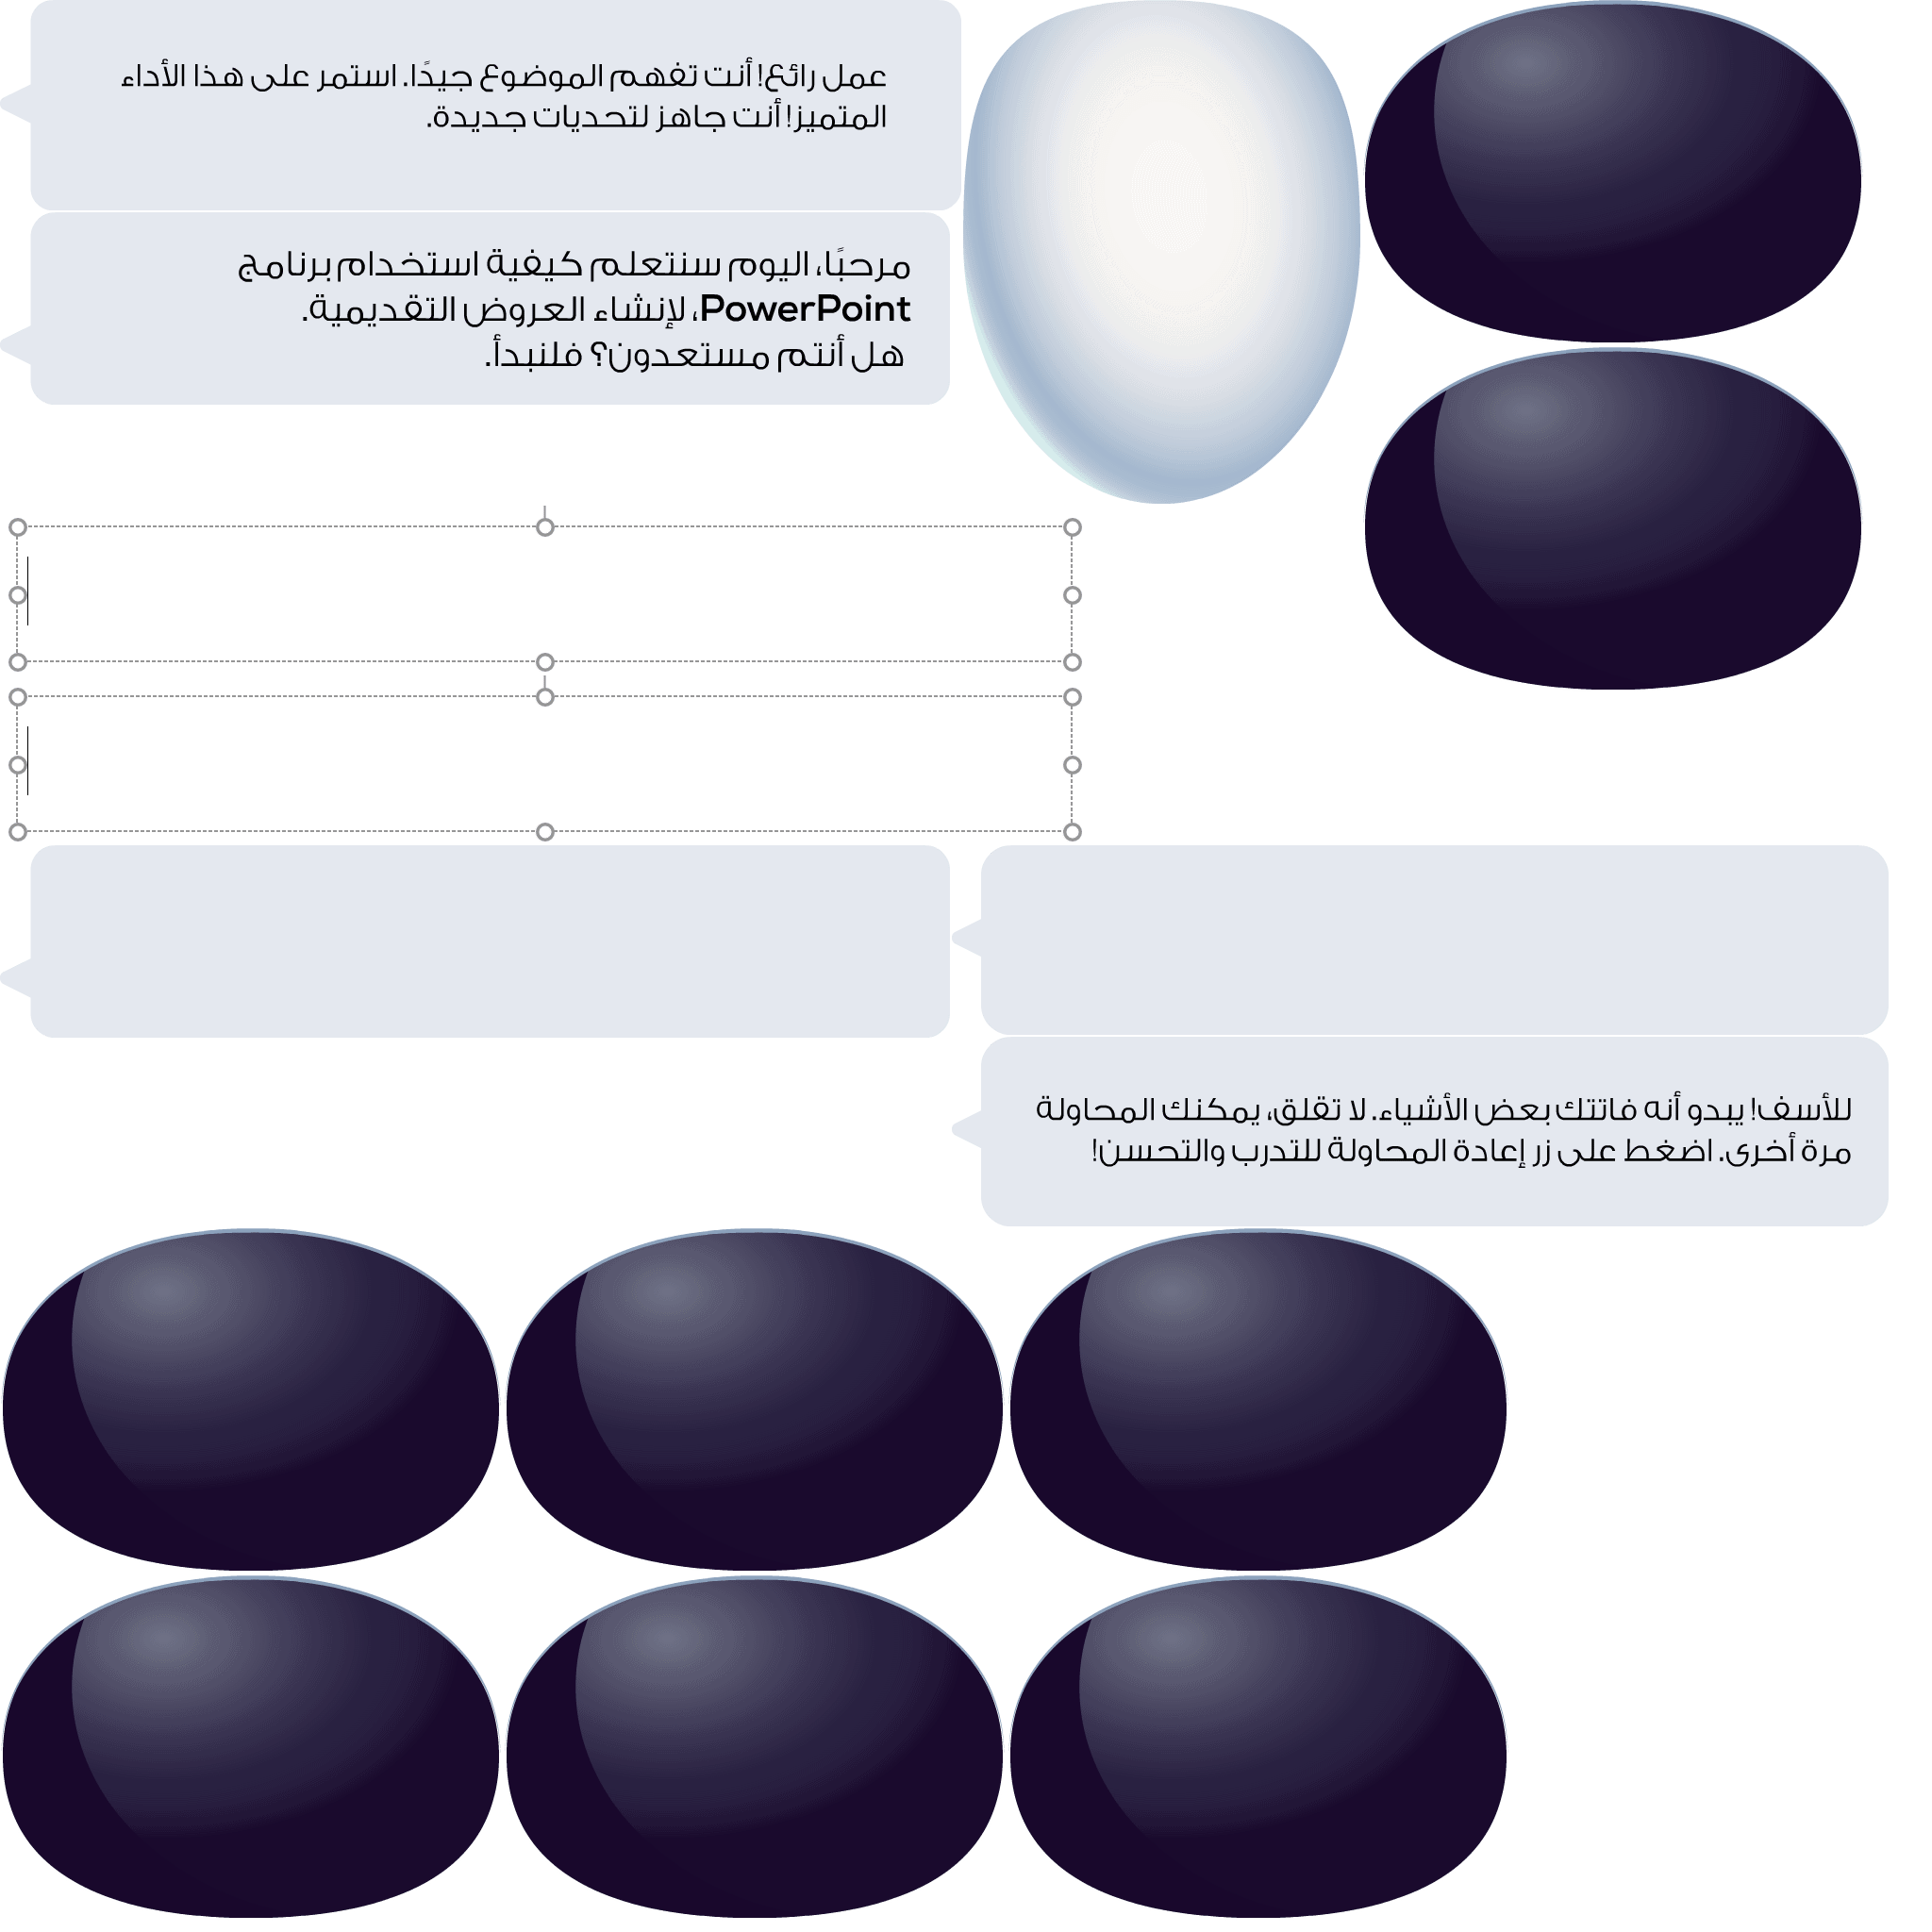 عمل رائع! أنت تفهم الموضوع جيدًا. استمر على هذا الأداء
المتميز! أنت جاهز لتحديات جديدة.
مرحبًا، اليوم سنتعلم كيفية استخدام برنامج
PowerPoint، لإنشاء العروض التقديمية.
هل أنتم مستعدون؟ فلنبدأ.
للأسف! يبدو أنه فاتتك بعض الأشياء. لا تقلق، يمكنك المحاولة
مرة أخرى. اضغط على زر إعادة المحاولة للتدرب والتحسن!